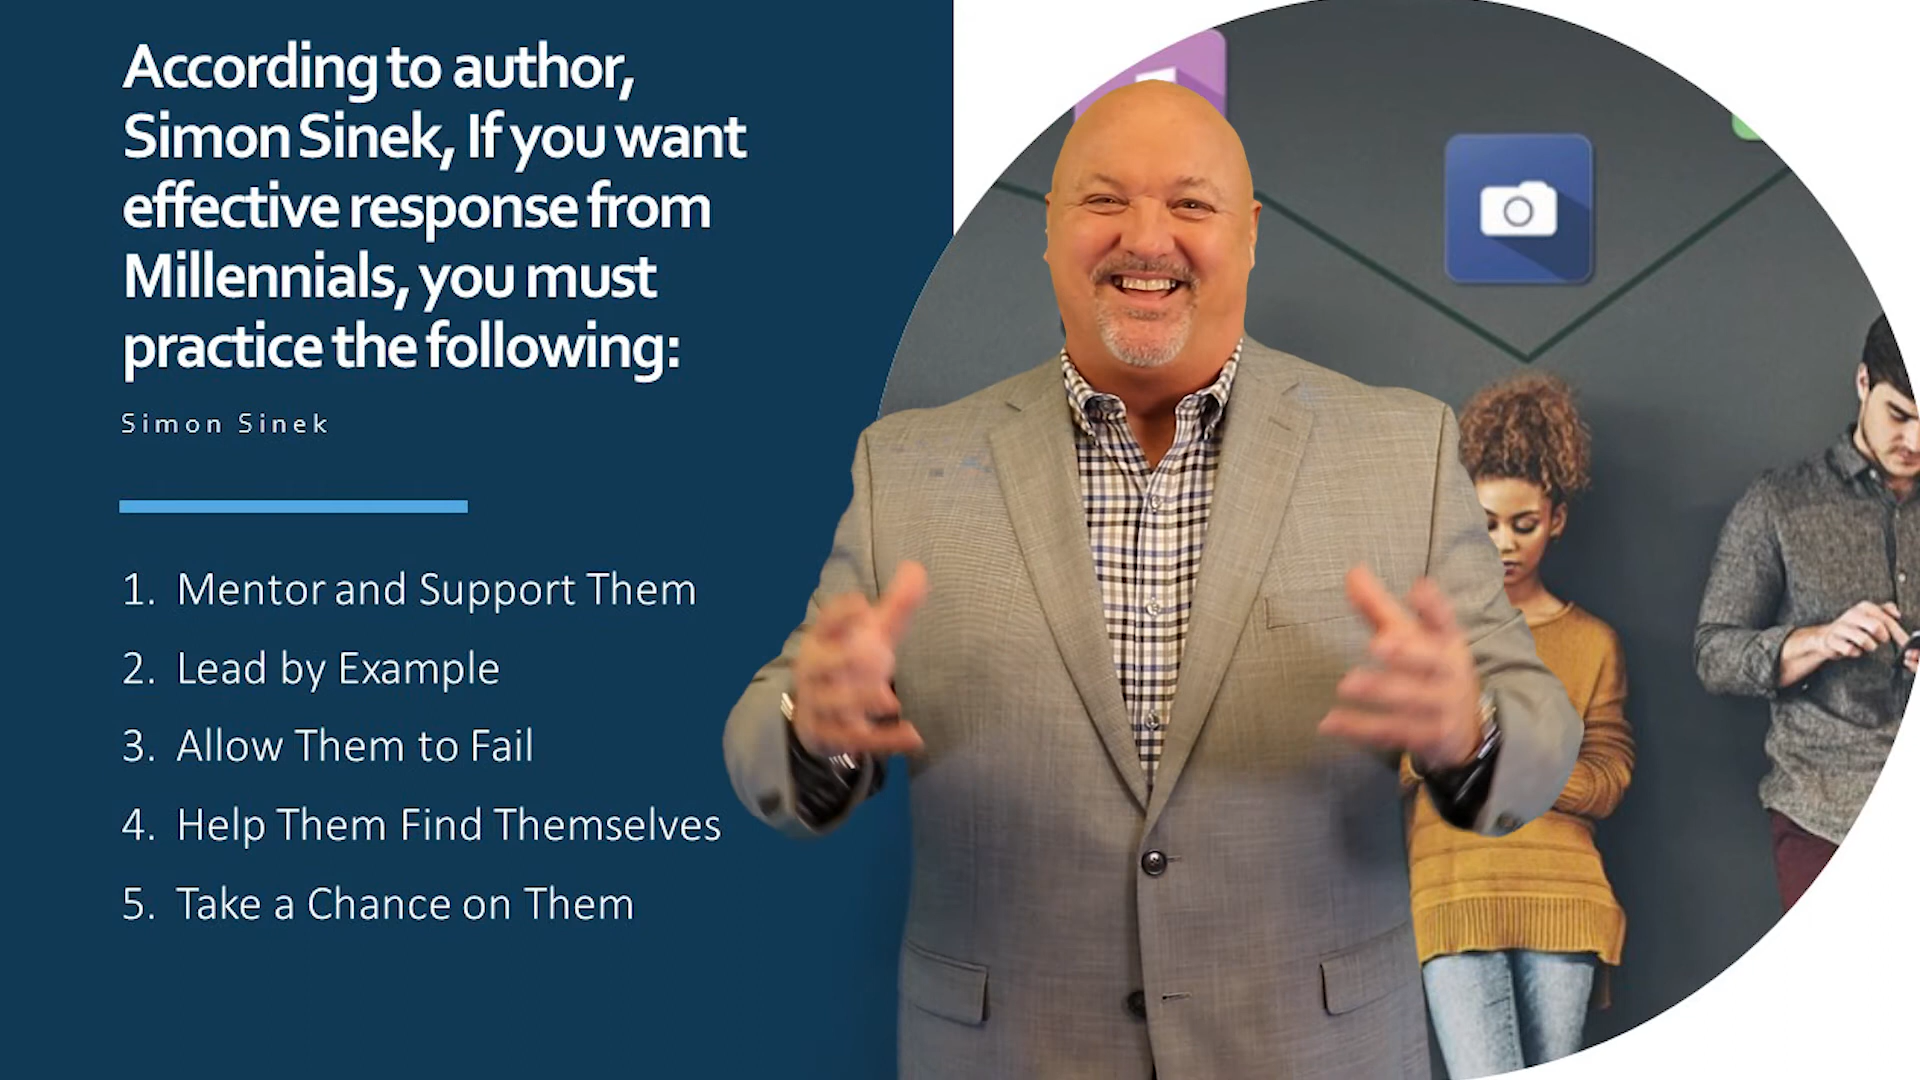 According to author,
Simon Sinek, If you want
effective response from
Millennials, you must
practice the following:
Simon Sinek
1. Mentor and Support Them
2. Lead by Example
3. Allow Them to Fail
4. Help Them Find Themselves
5. Take a Chance on Them